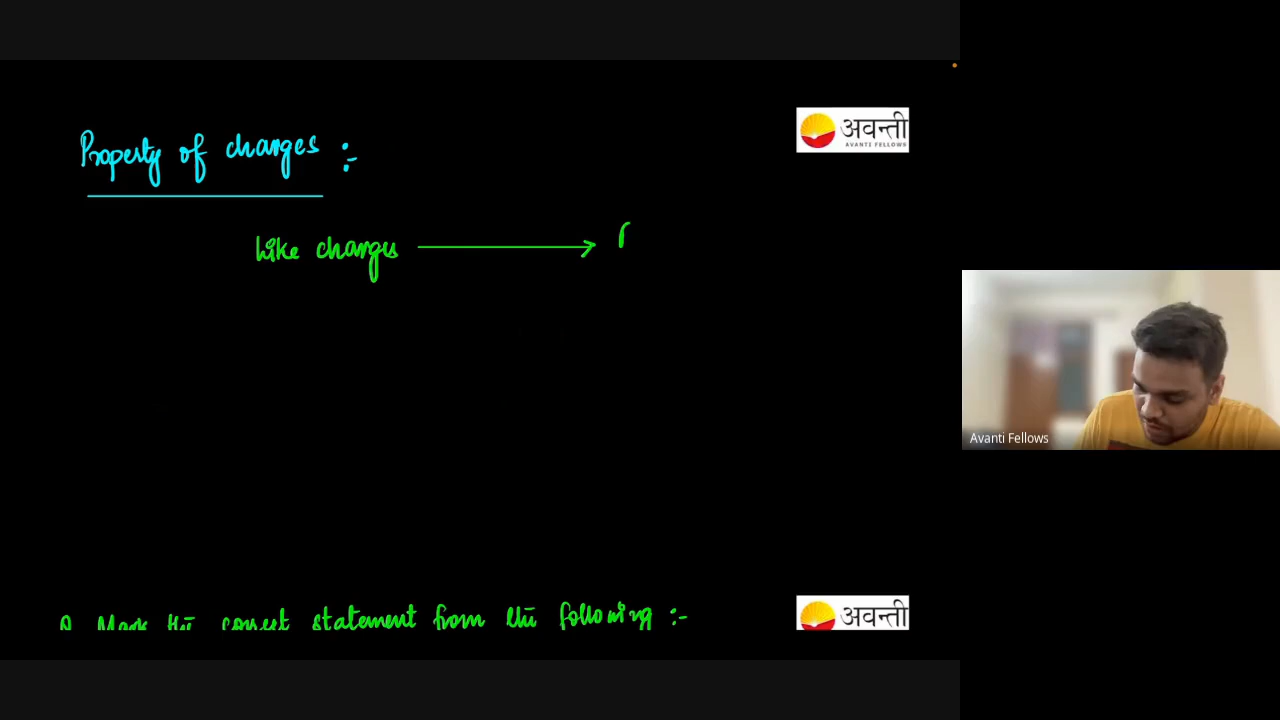 Property of charges :-
अवन्ती
AVANTI FELLOWS
Like charges
Avanti Fellows
Q. Mark the correct statement from the following :-
अवन्ती